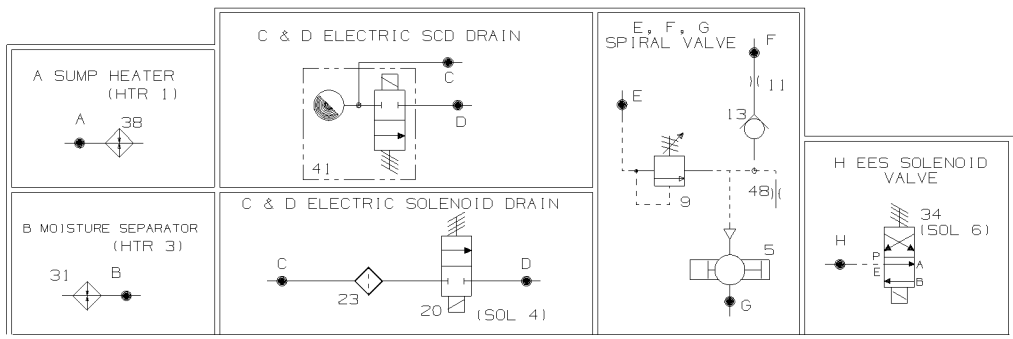 A SUMP HEATER
(HTR 1)
A
38
B MOISTURE SEPARATOR
(HTR 3)
31
B
C & D ELECTRIC SCD DRAIN
C
D
41
C & D ELECTRIC SOLENOID DRAIN
C
D
23
20
(SOL 4)
E, F, G
SPIRAL VALVE
F
E
11
13
9
48
5
G
H EES SOLENOID
VALVE
34
(SOL 6)
H
P
A
E
B